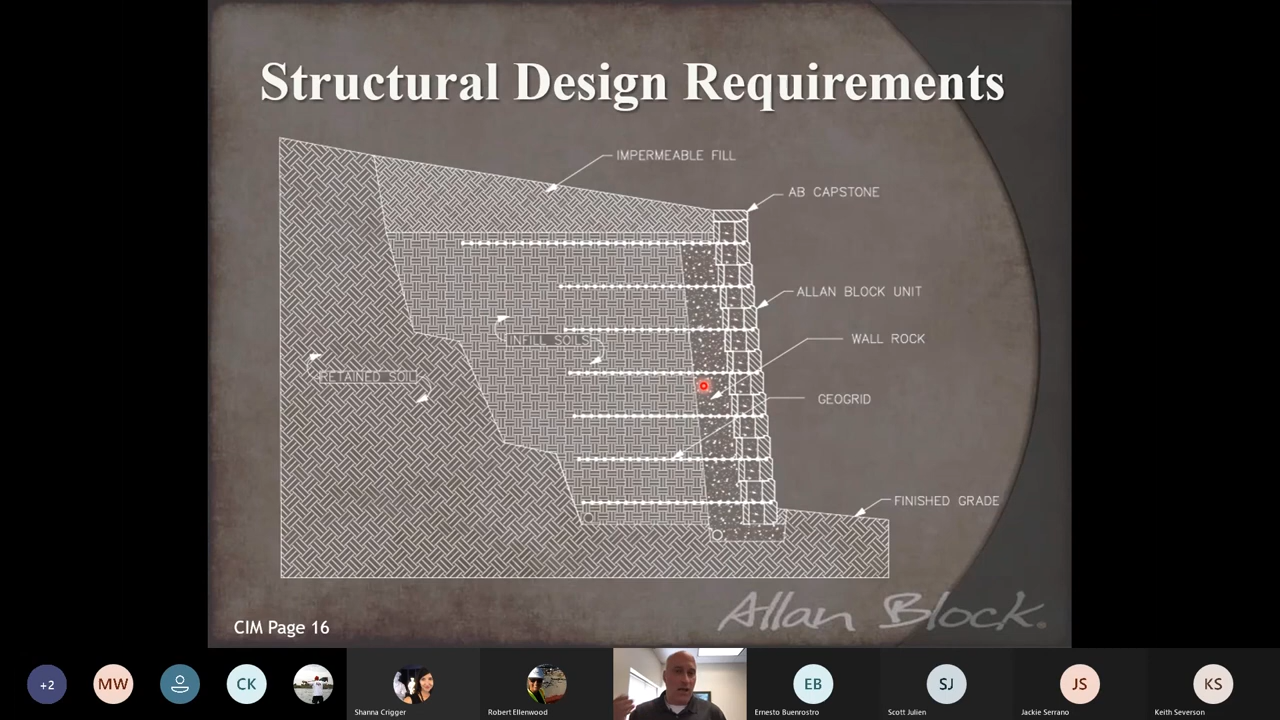 Structural Design Requirements
IMPERMEABLE FILL
AB CAPSTONE
ALLAN BLOCK UNIT
INFILL SOILS
WALL ROCK
RETAINED SOIL
GEOGRID
FINISHED GRADE
Allan Block.
CIM Page 16
+2
MW
CK
EB
SJ
JS
KS
Shanna Crigger
Robert Ellenwood
Ernesto Buenrostro
Scott Julien
Jackie Serrano
Keith Severson